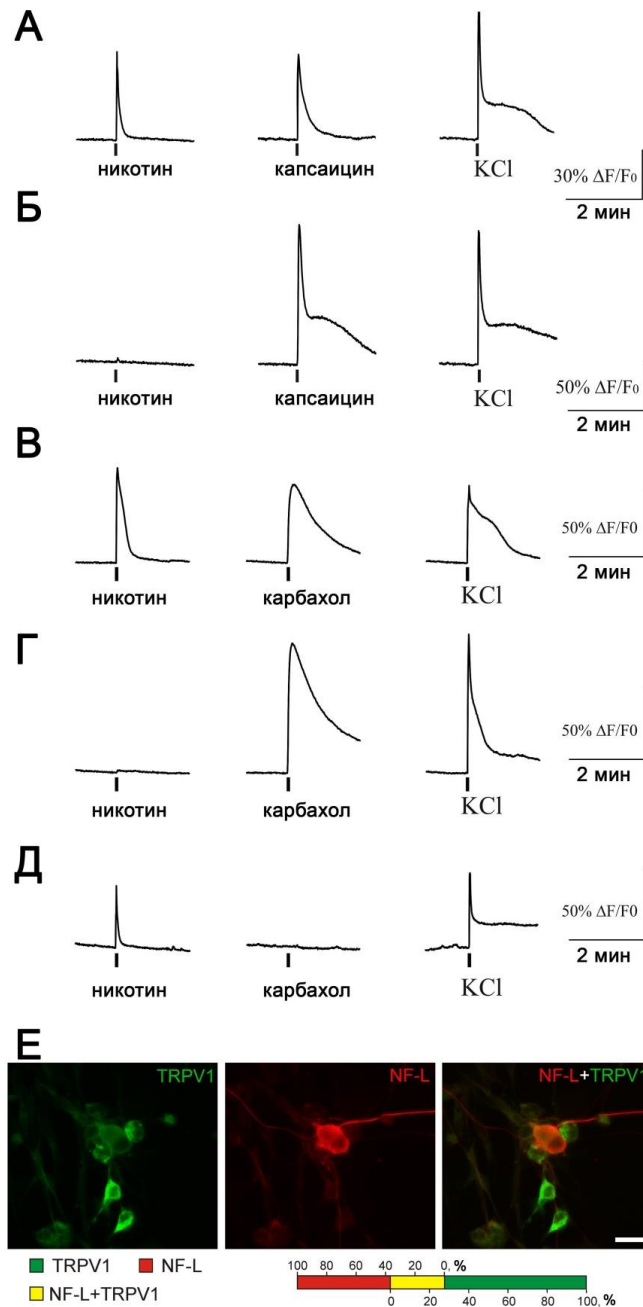 А
никотин капсаицин KCl
30% ΔF/F₀
2 мин
Б
никотин капсаицин KCl
50% ΔF/F₀
2 мин
В
никотин карбахол KCl
50% ΔF/F0
2 мин
Г
никотин карбахол KCl
50% ΔF/F0
2 мин
Д
никотин карбахол KCl
50% ΔF/F0
2 мин
Е
TRPV1 NF-L NF-L+TRPV1
TRPV1 NF-L
NF-L+TRPV1
100 80 60 40 20 0, %
0 20 40 60 80 100, %